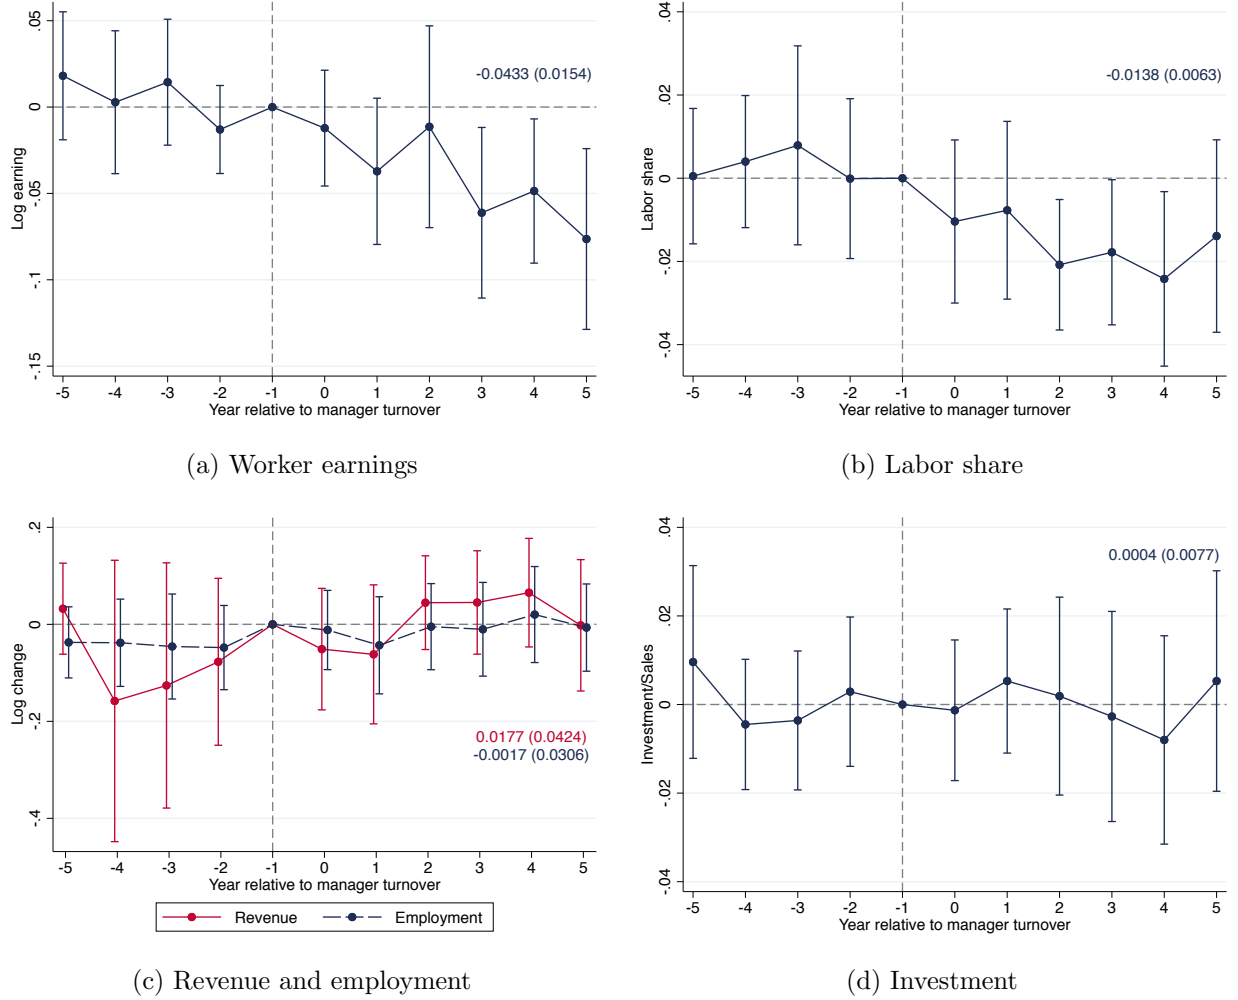 .05
0
-.05
-.1
-.15
Log earning
-0.0433 (0.0154)
-5 -4 -3 -2 -1 0 1 2 3 4 5
Year relative to manager turnover
(a) Worker earnings
.04
.02
0
-.02
-.04
Labor share
-0.0138 (0.0063)
-5 -4 -3 -2 -1 0 1 2 3 4 5
Year relative to manager turnover
(b) Labor share
.2
0
-.2
-.4
Log change
0.0177 (0.0424)
-0.0017 (0.0306)
-5 -4 -3 -2 -1 0 1 2 3 4 5
Year relative to manager turnover
Revenue Employment
(c) Revenue and employment
.04
.02
0
-.02
-.04
Investment/Sales
0.0004 (0.0077)
-5 -4 -3 -2 -1 0 1 2 3 4 5
Year relative to manager turnover
(d) Investment